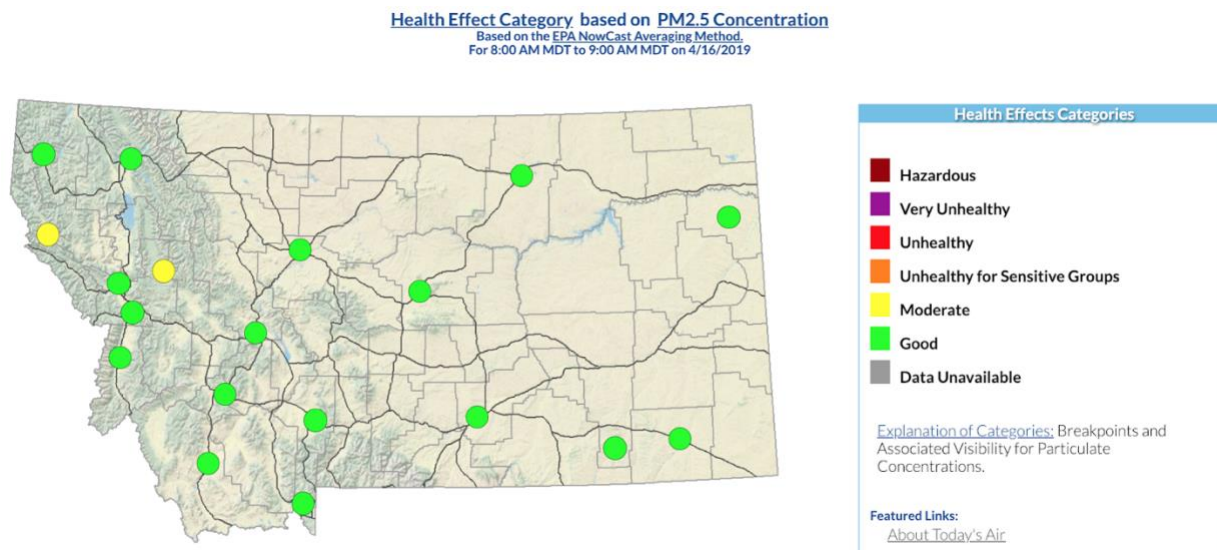 Health Effect Category based on PM2.5 Concentration
Based on the EPA NowCast Averaging Method.
For 8:00 AM MDT to 9:00 AM MDT on 4/16/2019
Health Effects Categories
Hazardous
Very Unhealthy
Unhealthy
Unhealthy for Sensitive Groups
Moderate
Good
Data Unavailable
Explanation of Categories: Breakpoints and
Associated Visibility for Particulate
Concentrations.
Featured Links:
About Today's Air